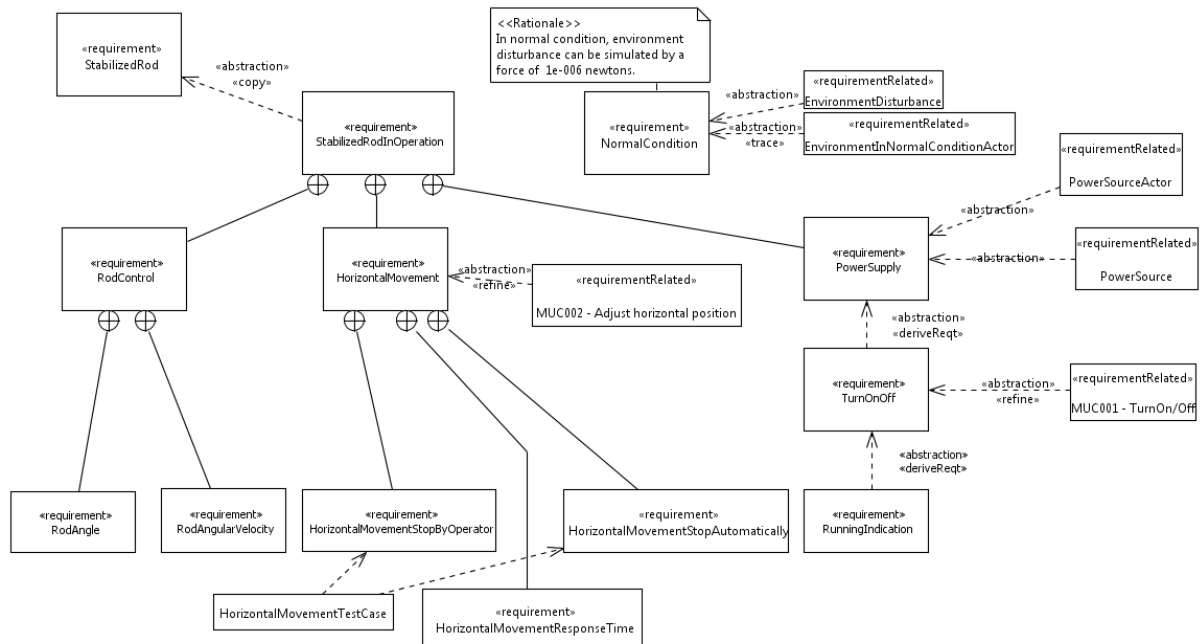 <<Rationale>>
In normal condition, environment
disturbance can be simulated by a
force of  1e-006 newtons.
«requirement»
StabilizedRod
«abstraction»
«copy»
«requirement»
StabilizedRodInOperation
«requirement»
NormalCondition
«abstraction»
«requirementRelated»
EnvironmentDisturbance
«abstraction»
«trace»
«requirementRelated»
EnvironmentInNormalConditionActor
«requirementRelated»
PowerSourceActor
«abstraction»
«requirement»
RodControl
«requirement»
HorizontalMovement
«abstraction»
«refine»
«requirementRelated»
MUC002 - Adjust horizontal position
«requirement»
PowerSupply
«abstraction»
«requirementRelated»
PowerSource
«abstraction»
«deriveReqt»
«requirement»
TurnOnOff
«abstraction»
«refine»
«requirementRelated»
MUC001 - TurnOn/Off
«abstraction»
«deriveReqt»
«requirement»
RodAngle
«requirement»
RodAngularVelocity
«requirement»
HorizontalMovementStopByOperator
«requirement»
HorizontalMovementStopAutomatically
«requirement»
RunningIndication
HorizontalMovementTestCase
«requirement»
HorizontalMovementResponseTime